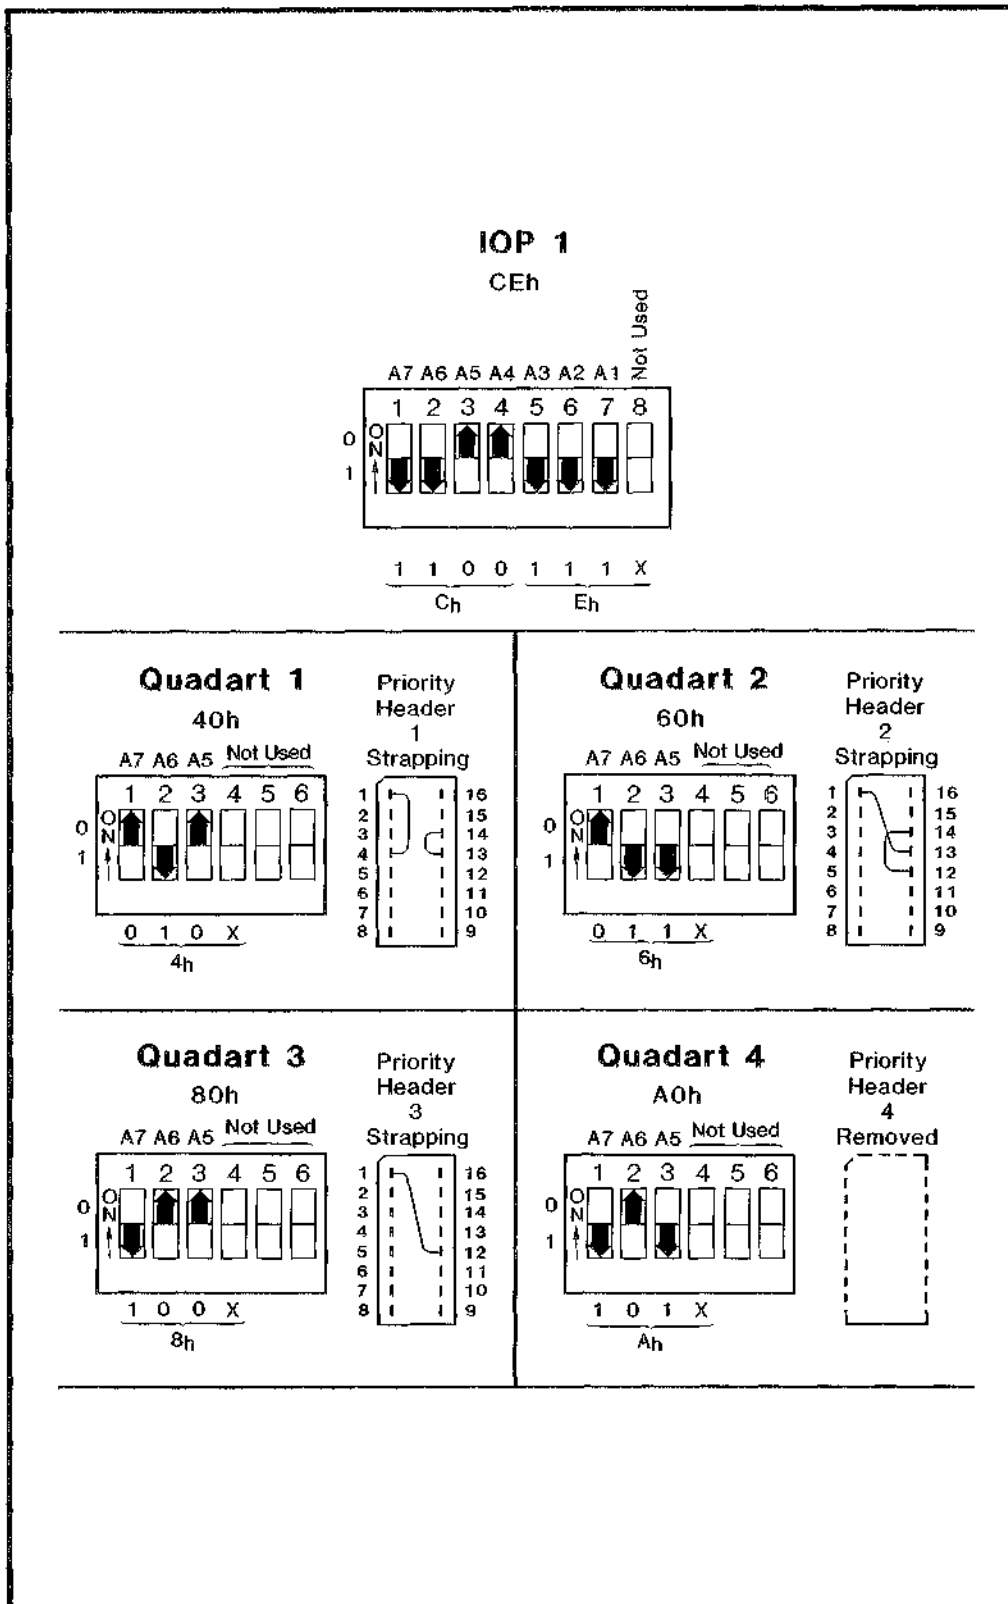 IOP 1
CEh
A7 A6 A5 A4 A3 A2 A1 Not Used
1 2 3 4 5 6 7 8
0 ON
1
1 1 0 0 1 1 1 X
Ch Eh
Quadart 1
40h
A7 A6 A5 Not Used
1 2 3 4 5 6
0 ON
1
0 1 0 X
4h
Priority
Header
1
Strapping
1 16
2 15
3 14
4 13
5 12
6 11
7 10
8 9
Quadart 2
60h
A7 A6 A5 Not Used
1 2 3 4 5 6
0 ON
1
0 1 1 X
6h
Priority
Header
2
Strapping
1 16
2 15
3 14
4 13
5 12
6 11
7 10
8 9
Quadart 3
80h
A7 A6 A5 Not Used
1 2 3 4 5 6
0 ON
1
1 0 0 X
8h
Priority
Header
3
Strapping
1 16
2 15
3 14
4 13
5 12
6 11
7 10
8 9
Quadart 4
A0h
A7 A6 A5 Not Used
1 2 3 4 5 6
0 ON
1
1 0 1 X
Ah
Priority
Header
4
Removed